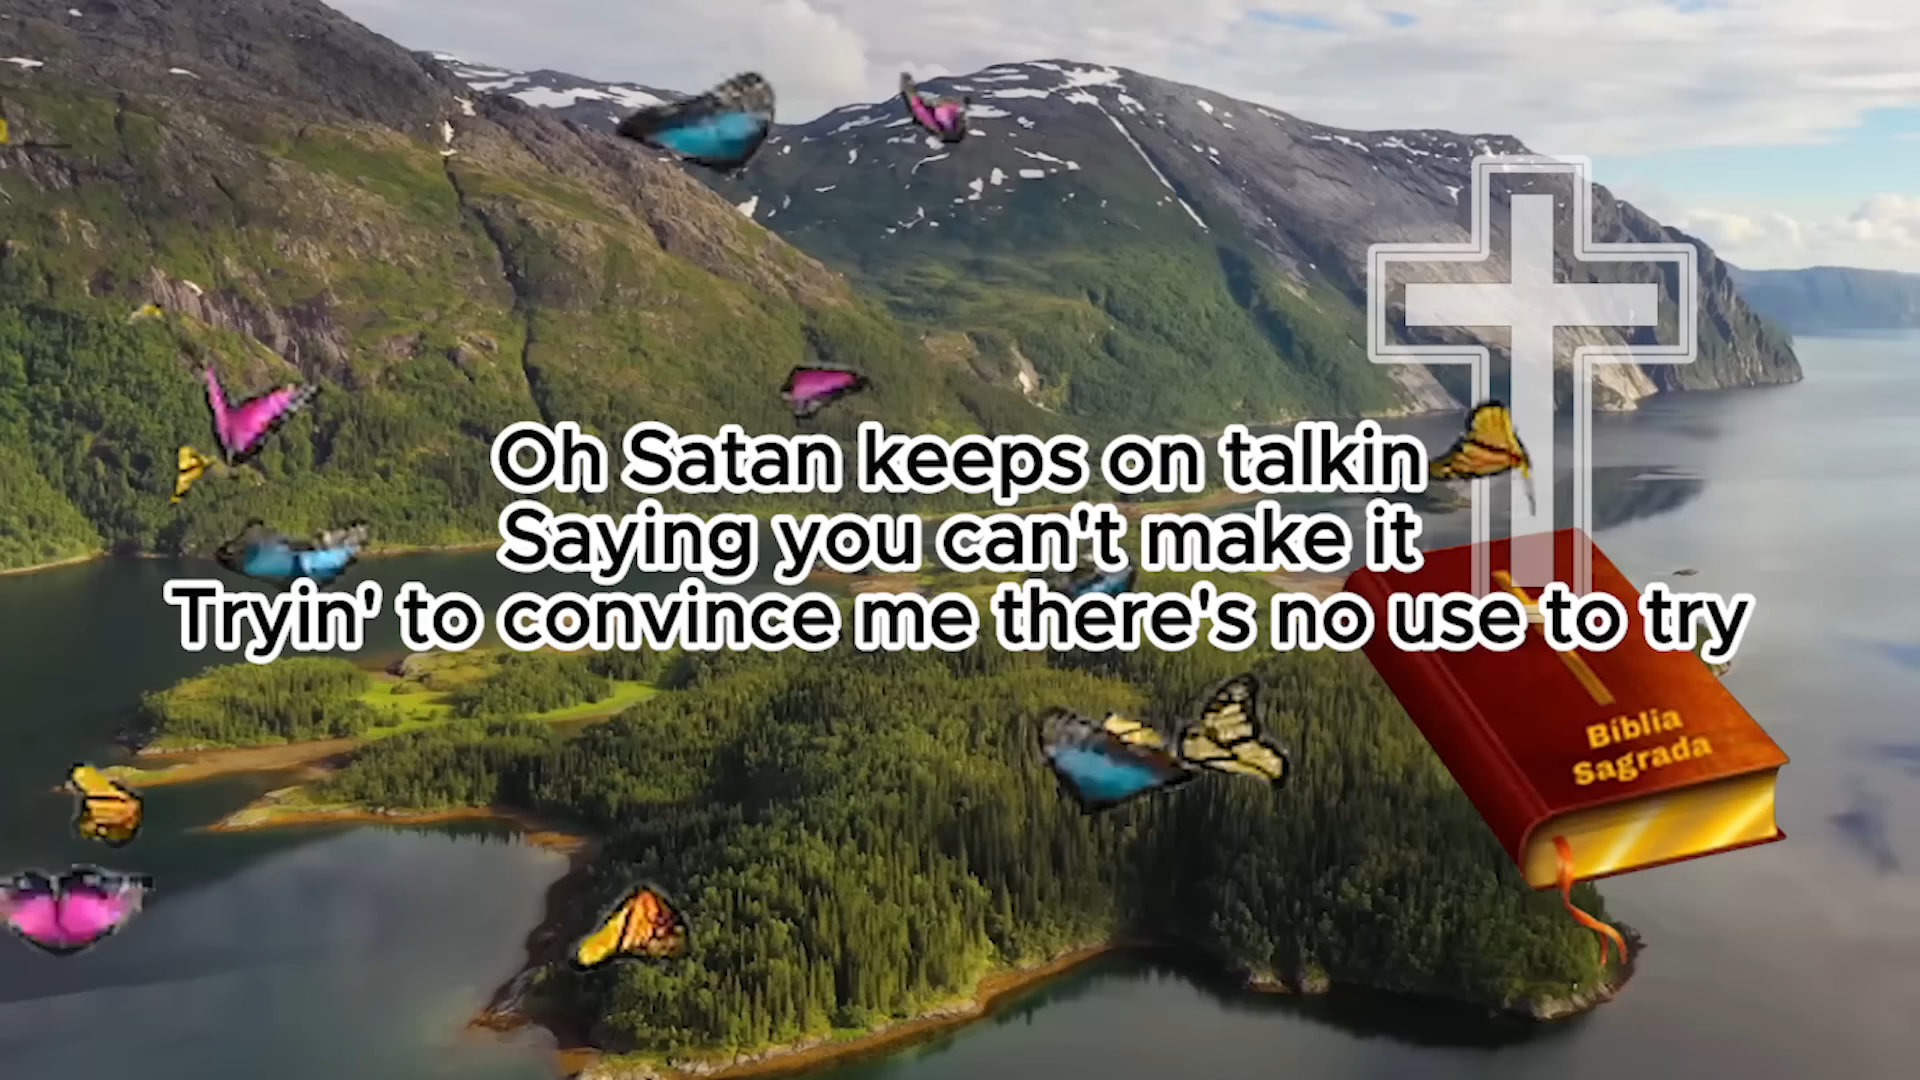 Oh Satan keeps on talkin
Saying you can't make it
Tryin' to convince me there's no use to try
Bíblia
Sagrada